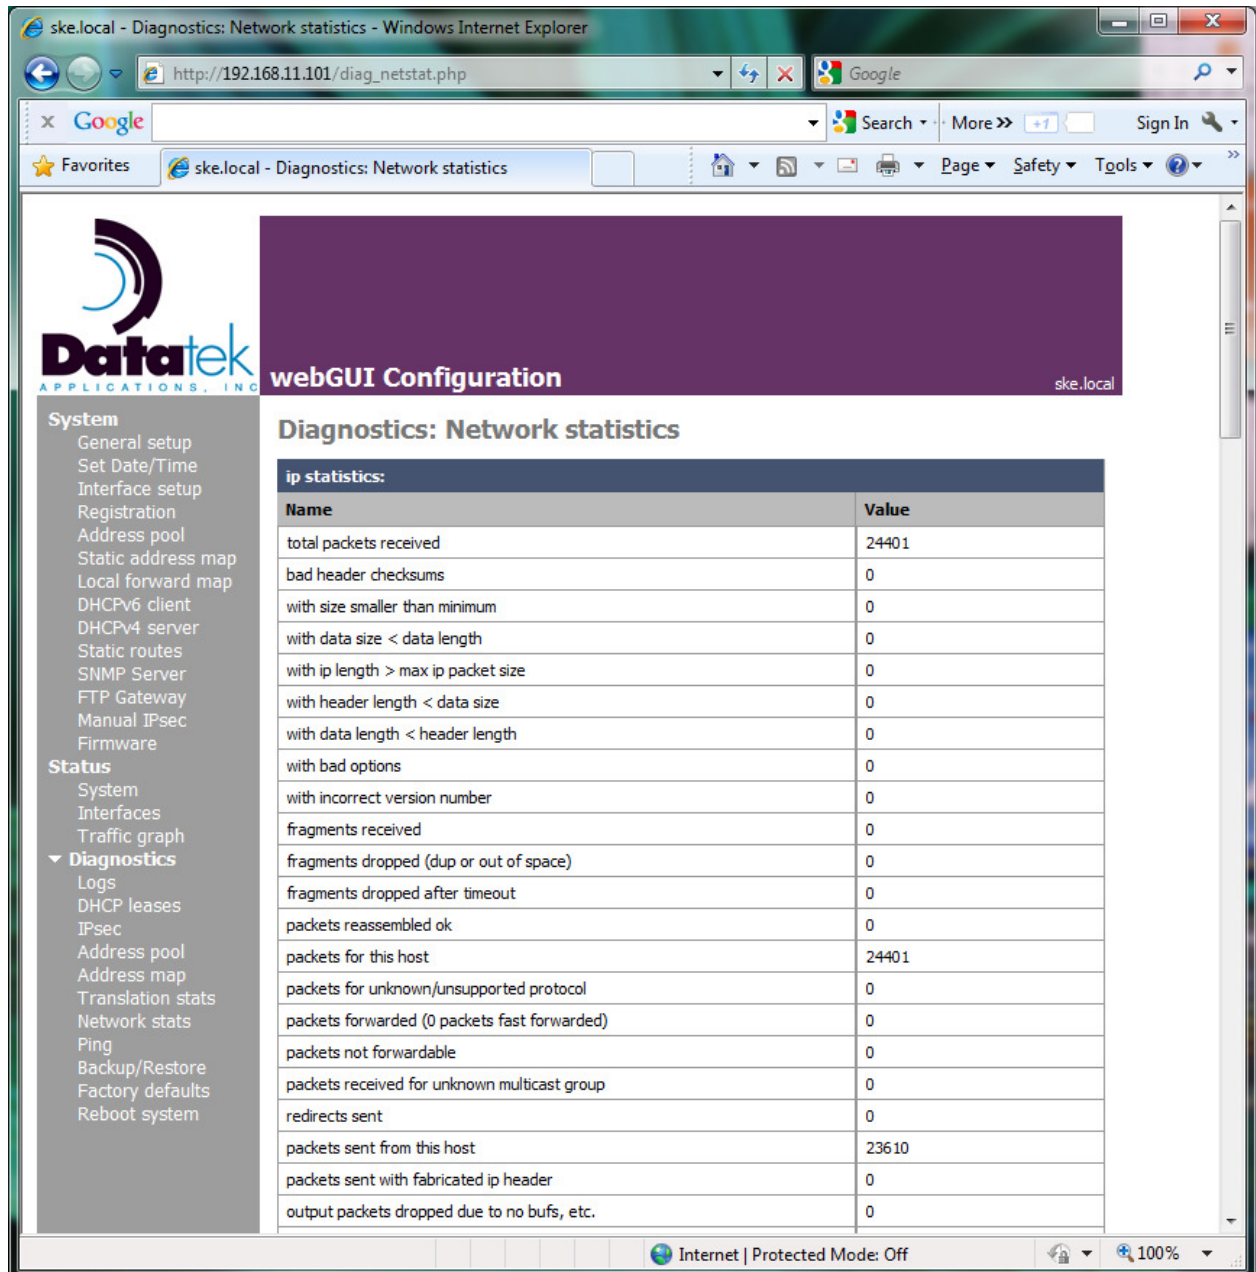 ske.local - Diagnostics: Network statistics - Windows Internet Explorer
http://192.168.11.101/diag_netstat.php
Google
x Google Search More >> +1 Sign In
Favorites ske.local - Diagnostics: Network statistics Page Safety Tools >>
Datatek
APPLICATIONS, INC
webGUI Configuration
ske.local
System
General setup
Set Date/Time
Interface setup
Registration
Address pool
Static address map
Local forward map
DHCPv6 client
DHCPv4 server
Static routes
SNMP Server
FTP Gateway
Manual IPsec
Firmware
Status
System
Interfaces
Traffic graph
Diagnostics
Logs
DHCP leases
IPsec
Address pool
Address map
Translation stats
Network stats
Ping
Backup/Restore
Factory defaults
Reboot system
Diagnostics: Network statistics
ip statistics:
Name Value
total packets received 24401
bad header checksums 0
with size smaller than minimum 0
with data size < data length 0
with ip length > max ip packet size 0
with header length < data size 0
with data length < header length 0
with bad options 0
with incorrect version number 0
fragments received 0
fragments dropped (dup or out of space) 0
fragments dropped after timeout 0
packets reassembled ok 0
packets for this host 24401
packets for unknown/unsupported protocol 0
packets forwarded (0 packets fast forwarded) 0
packets not forwardable 0
packets received for unknown multicast group 0
redirects sent 0
packets sent from this host 23610
packets sent with fabricated ip header 0
output packets dropped due to no bufs, etc. 0
Internet | Protected Mode: Off 100%